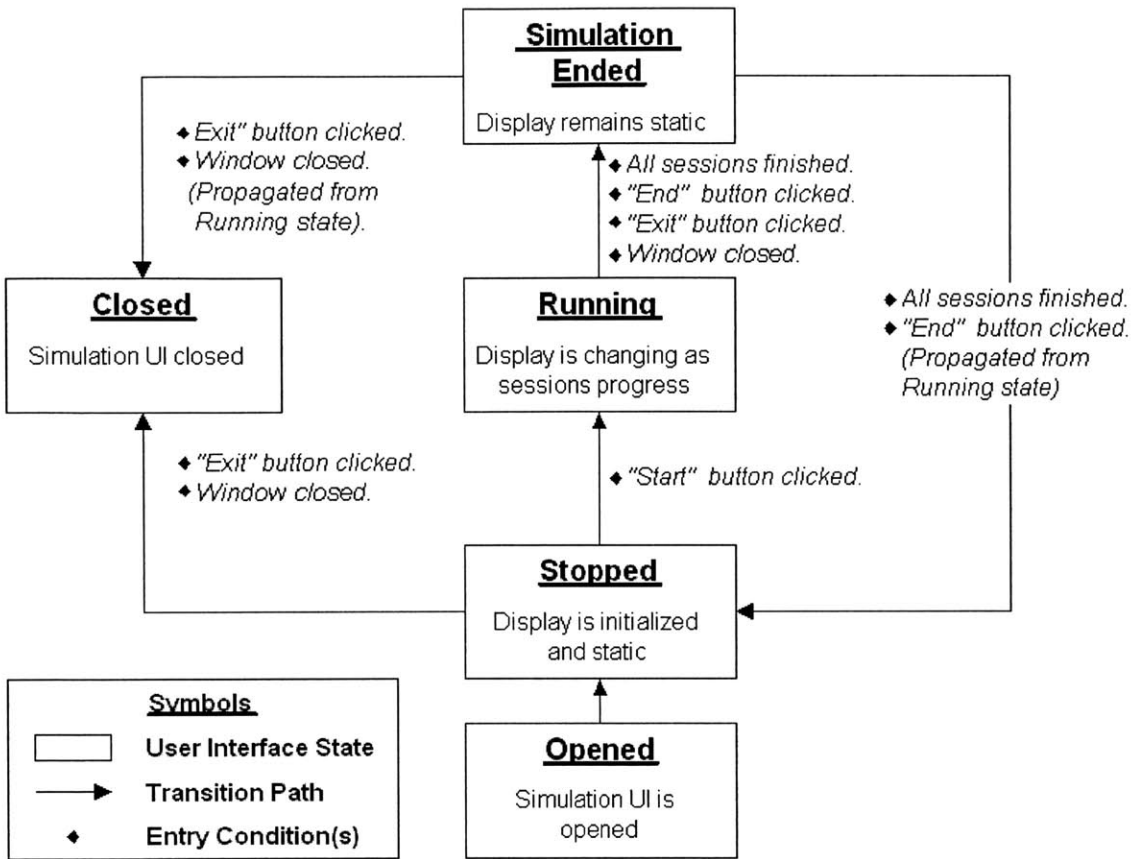 Simulation
Ended
Display remains static
◆ Exit" button clicked.
◆ Window closed.
(Propagated from
Running state).
◆ All sessions finished.
◆ "End" button clicked.
◆ "Exit" button clicked.
◆ Window closed.
Closed
Simulation UI closed
Running
Display is changing as
sessions progress
◆ All sessions finished.
◆ "End" button clicked.
(Propagated from
Running state)
◆ "Exit" button clicked.
◆ Window closed.
◆ "Start" button clicked.
Stopped
Display is initialized
and static
Symbols
User Interface State
Transition Path
◆ Entry Condition(s)
Opened
Simulation UI is
opened